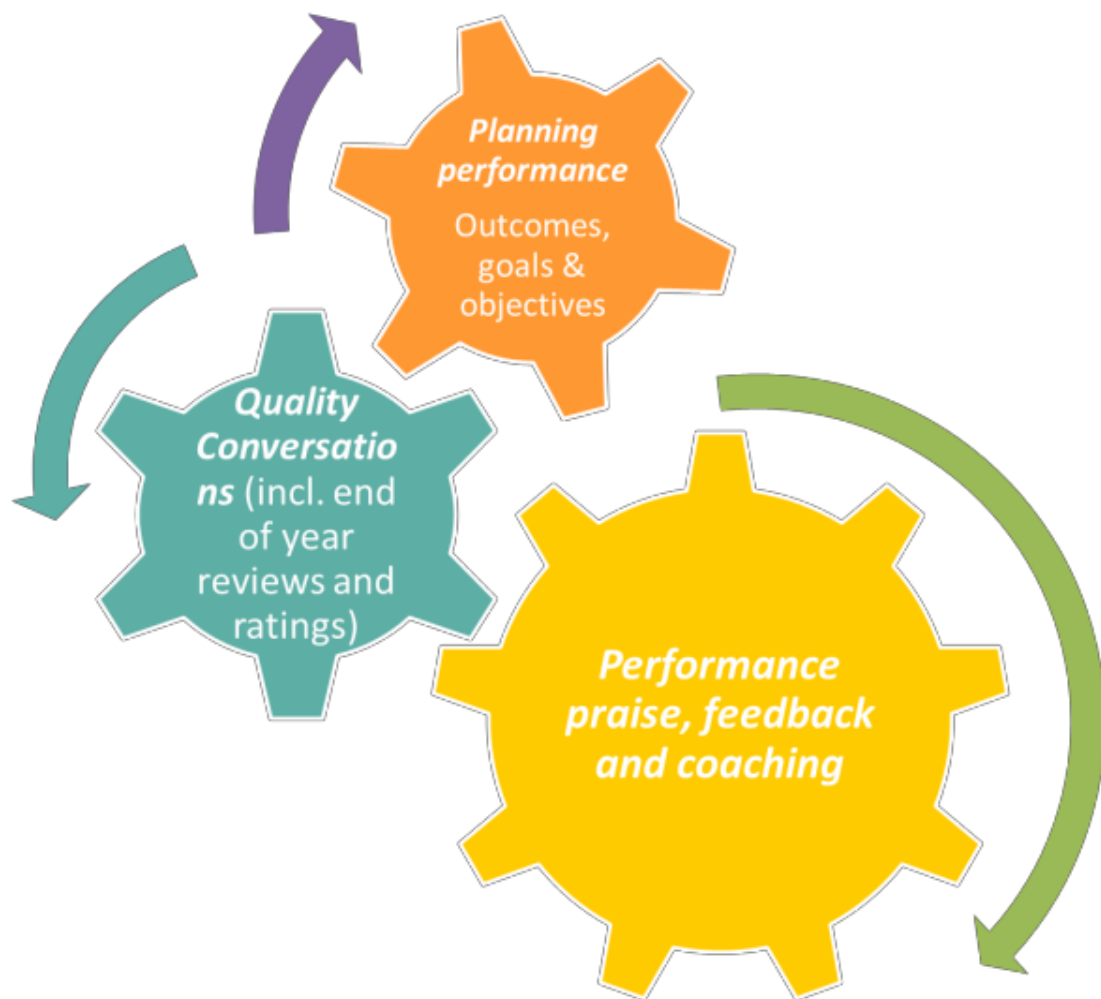 Planning
performance
Outcomes,
goals &
objectives
Quality
Conversatio
ns (incl. end
of year
reviews and
ratings)
Performance
praise, feedback
and coaching